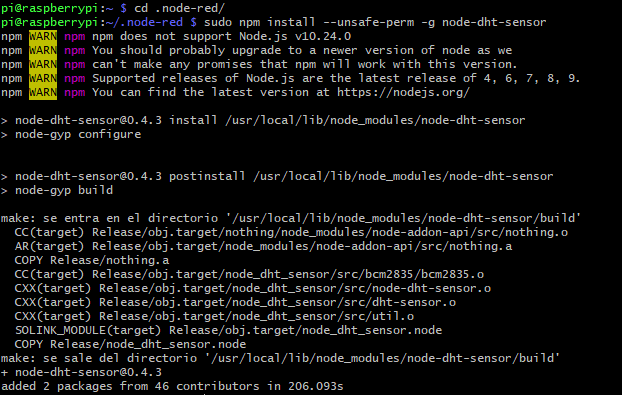 pi@raspberrypi:~ $ cd .node-red/
pi@raspberrypi:~/.node-red $ sudo npm install --unsafe-perm -g node-dht-sensor
npm WARN npm npm does not support Node.js v10.24.0
npm WARN npm You should probably upgrade to a newer version of node as we
npm WARN npm can't make any promises that npm will work with this version.
npm WARN npm Supported releases of Node.js are the latest release of 4, 6, 7, 8, 9.
npm WARN npm You can find the latest version at https://nodejs.org/
> node-dht-sensor@0.4.3 install /usr/local/lib/node_modules/node-dht-sensor
> node-gyp configure
> node-dht-sensor@0.4.3 postinstall /usr/local/lib/node_modules/node-dht-sensor
> node-gyp build
make: se entra en el directorio '/usr/local/lib/node_modules/node-dht-sensor/build'
CC(target) Release/obj.target/nothing/node_modules/node-addon-api/src/nothing.o
AR(target) Release/obj.target/node_modules/node-addon-api/src/nothing.a
COPY Release/nothing.a
CC(target) Release/obj.target/node_dht_sensor/src/bcm2835/bcm2835.o
CXX(target) Release/obj.target/node_dht_sensor/src/node-dht-sensor.o
CXX(target) Release/obj.target/node_dht_sensor/src/dht-sensor.o
CXX(target) Release/obj.target/node_dht_sensor/src/util.o
SOLINK_MODULE(target) Release/obj.target/node_dht_sensor.node
COPY Release/node_dht_sensor.node
make: se sale del directorio '/usr/local/lib/node_modules/node-dht-sensor/build'
+ node-dht-sensor@0.4.3
added 2 packages from 46 contributors in 206.093s